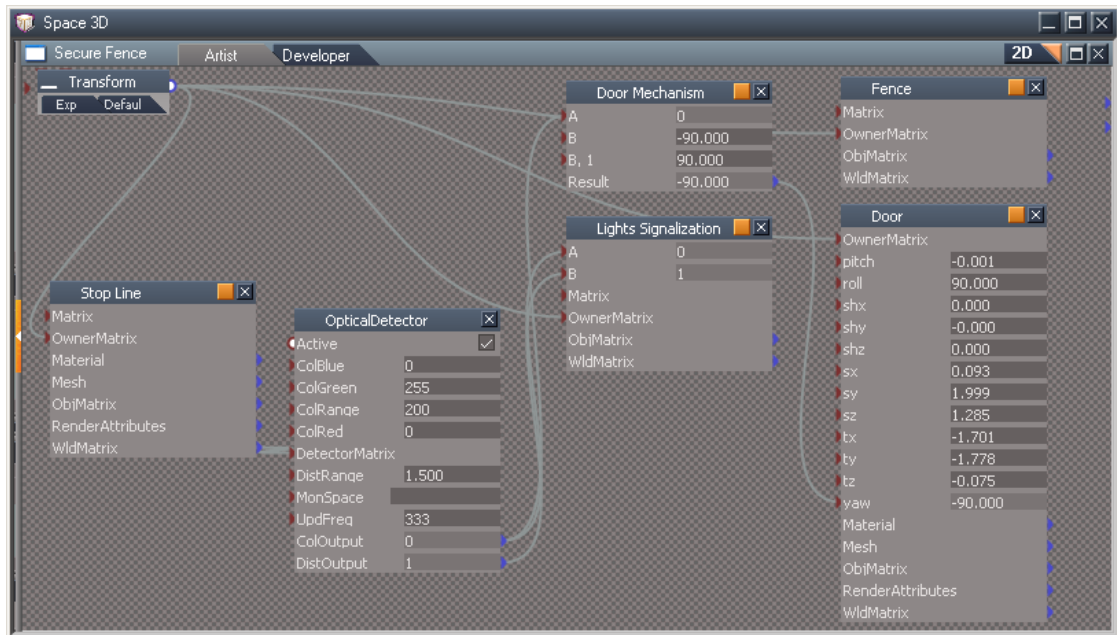 Space 3D
Secure Fence Artist Developer 2D
Transform
Exp Defaul
Door Mechanism
A 0
B -90.000
B, 1 90.000
Result -90.000
Fence
Matrix
OwnerMatrix
ObjMatrix
WldMatrix
Lights Signalization
A 0
B 1
Matrix
OwnerMatrix
ObjMatrix
WldMatrix
Door
OwnerMatrix
pitch -0.001
roll 90.000
shx 0.000
shy -0.000
shz 0.000
sx 0.093
sy 1.999
sz 1.285
tx -1.701
ty -1.778
tz -0.075
yaw -90.000
Material
Mesh
ObjMatrix
RenderAttributes
WldMatrix
Stop Line
Matrix
OwnerMatrix
Material
Mesh
ObjMatrix
RenderAttributes
WldMatrix
OpticalDetector
Active
ColBlue 0
ColGreen 255
ColRange 200
ColRed 0
DetectorMatrix
DistRange 1.500
MonSpace
UpdFreq 333
ColOutput 0
DistOutput 1